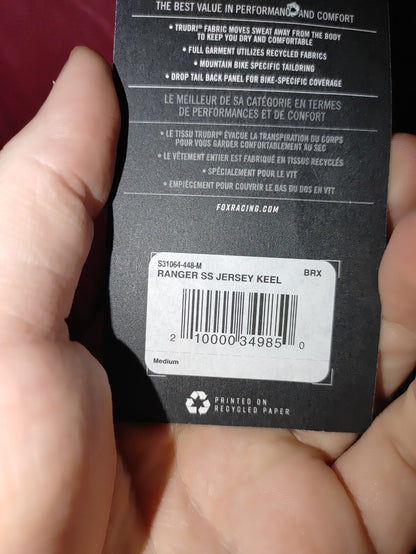 THE BEST VALUE IN PERFORMANCE AND COMFORT
• TRUDRI® FABRIC MOVES SWEAT AWAY FROM THE BODY
TO KEEP YOU DRY AND COMFORTABLE
• FULL GARMENT UTILIZES RECYCLED FABRICS
• MOUNTAIN BIKE SPECIFIC TAILORING
• DROP TAIL BACK PANEL FOR BIKE-SPECIFIC COVERAGE
LE MEILLEUR DE SA CATÉGORIE EN TERMES
DE PERFORMANCES ET DE CONFORT
• LE TISSU TRUDRI® ÉVACUE LA TRANSPIRATION DU CORPS
POUR VOUS GARDER CONFORTABLEMENT AU SEC
• LE VÊTEMENT ENTIER EST FABRIQUÉ EN TISSUS RECYCLÉS
• SPÉCIALEMENT POUR LE VTT
• EMPIÈCEMENT POUR COUVRIR LE BAS DU DOS EN VTT
FOXRACING.COM
S31064-448-M
RANGER SS JERSEY KEEL BRX
2 10000 34985 0
Medium
PRINTED ON
RECYCLED PAPER